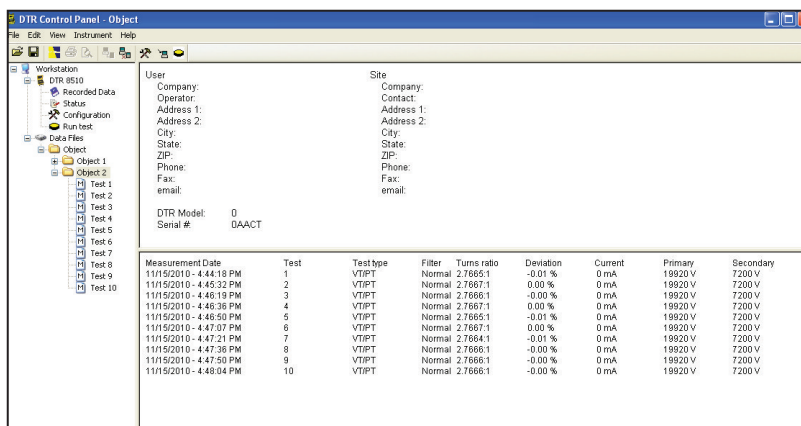 DTR Control Panel - Object
File Edit View Instrument Help
Workstation
DTR 8510
Recorded Data
Status
Configuration
Run test
Data Files
Object
Object 1
Object 2
M Test 1
M Test 2
M Test 3
M Test 4
M Test 5
M Test 6
M Test 7
M Test 8
M Test 9
M Test 10
User Site
Company: Company:
Operator: Contact:
Address 1: Address 1:
Address 2: Address 2:
City: City:
State: State:
ZIP: ZIP:
Phone: Phone:
Fax: Fax:
email: email:
DTR Model: 0
Serial #: 0AACT
Measurement Date Test Test type Filter Turns ratio Deviation Current Primary Secondary
11/15/2010 - 4:44:18 PM 1 VT/PT Normal 2.7665:1 -0.01 % 0 mA 19920 V 7200 V
11/15/2010 - 4:45:32 PM 2 VT/PT Normal 2.7667:1 0.00 % 0 mA 19920 V 7200 V
11/15/2010 - 4:46:19 PM 3 VT/PT Normal 2.7666:1 -0.00 % 0 mA 19920 V 7200 V
11/15/2010 - 4:46:36 PM 4 VT/PT Normal 2.7667:1 0.00 % 0 mA 19920 V 7200 V
11/15/2010 - 4:46:50 PM 5 VT/PT Normal 2.7665:1 -0.01 % 0 mA 19920 V 7200 V
11/15/2010 - 4:47:07 PM 6 VT/PT Normal 2.7667:1 0.00 % 0 mA 19920 V 7200 V
11/15/2010 - 4:47:21 PM 7 VT/PT Normal 2.7664:1 -0.01 % 0 mA 19920 V 7200 V
11/15/2010 - 4:47:36 PM 8 VT/PT Normal 2.7666:1 -0.00 % 0 mA 19920 V 7200 V
11/15/2010 - 4:47:50 PM 9 VT/PT Normal 2.7666:1 -0.00 % 0 mA 19920 V 7200 V
11/15/2010 - 4:48:04 PM 10 VT/PT Normal 2.7666:1 -0.00 % 0 mA 19920 V 7200 V